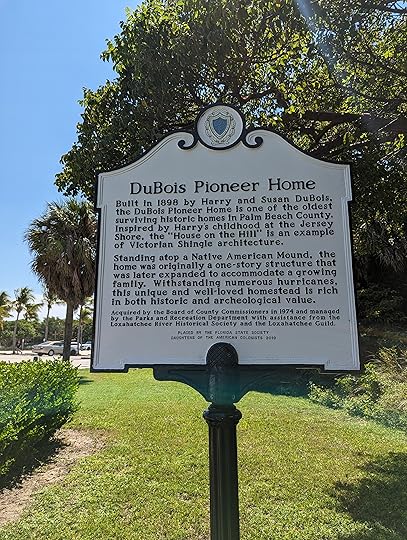 DuBois Pioneer Home
Built in 1898 by Harry and Susan DuBois,
the DuBois Pioneer Home is one of the oldest
surviving historic homes in Palm Beach County.
Inspired by Harry's childhood at the Jersey
Shore, the "House on the Hill" is an example
of Victorian Shingle architecture.
Standing atop a Native American Mound, the
home was originally a one-story structure that
was later expanded to accommodate a growing
family. Withstanding numerous hurricanes,
this unique and well-loved homestead is rich
in both historic and archeological value.
Acquired by the Board of County Commissioners in 1974 and managed
by the Parks and Recreation Department with assistance from the
Loxahatchee River Historical Society and the Loxahatchee Guild.
PLACED BY THE FLORIDA STATE SOCIETY
DAUGHTERS OF THE AMERICAN COLONISTS 2019